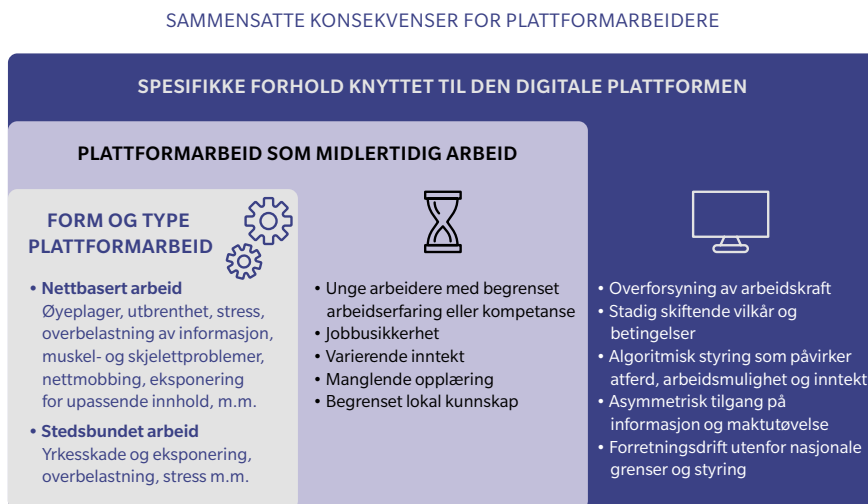 SAMMENSATTE KONSEKVENSER FOR PLATTFORMARBEIDERE
SPESIFIKKE FORHOLD KNYTTET TIL DEN DIGITALE PLATTFORMEN
PLATTFORMARBEID SOM MIDLERTIDIG ARBEID
FORM OG TYPE
PLATTFORMARBEID
• Nettbasert arbeid
Øyeplager, utbrenthet, stress,
overbelastning av informasjon,
muskel- og skjelettproblemer,
nettmobbing, eksponering
for upassende innhold, m.m.
• Stedsbundet arbeid
Yrkesskade og eksponering,
overbelastning, stress m.m.
• Unge arbeidere med begrenset
arbeidserfaring eller kompetanse
• Jobbusikkerhet
• Varierende inntekt
• Manglende opplæring
• Begrenset lokal kunnskap
• Overforsyning av arbeidskraft
• Stadig skiftende vilkår og
betingelser
• Algoritmisk styring som påvirker
atferd, arbeidsmulighet og inntekt
• Asymmetrisk tilgang på
informasjon og maktutøvelse
• Forretningsdrift utenfor nasjonale
grenser og styring